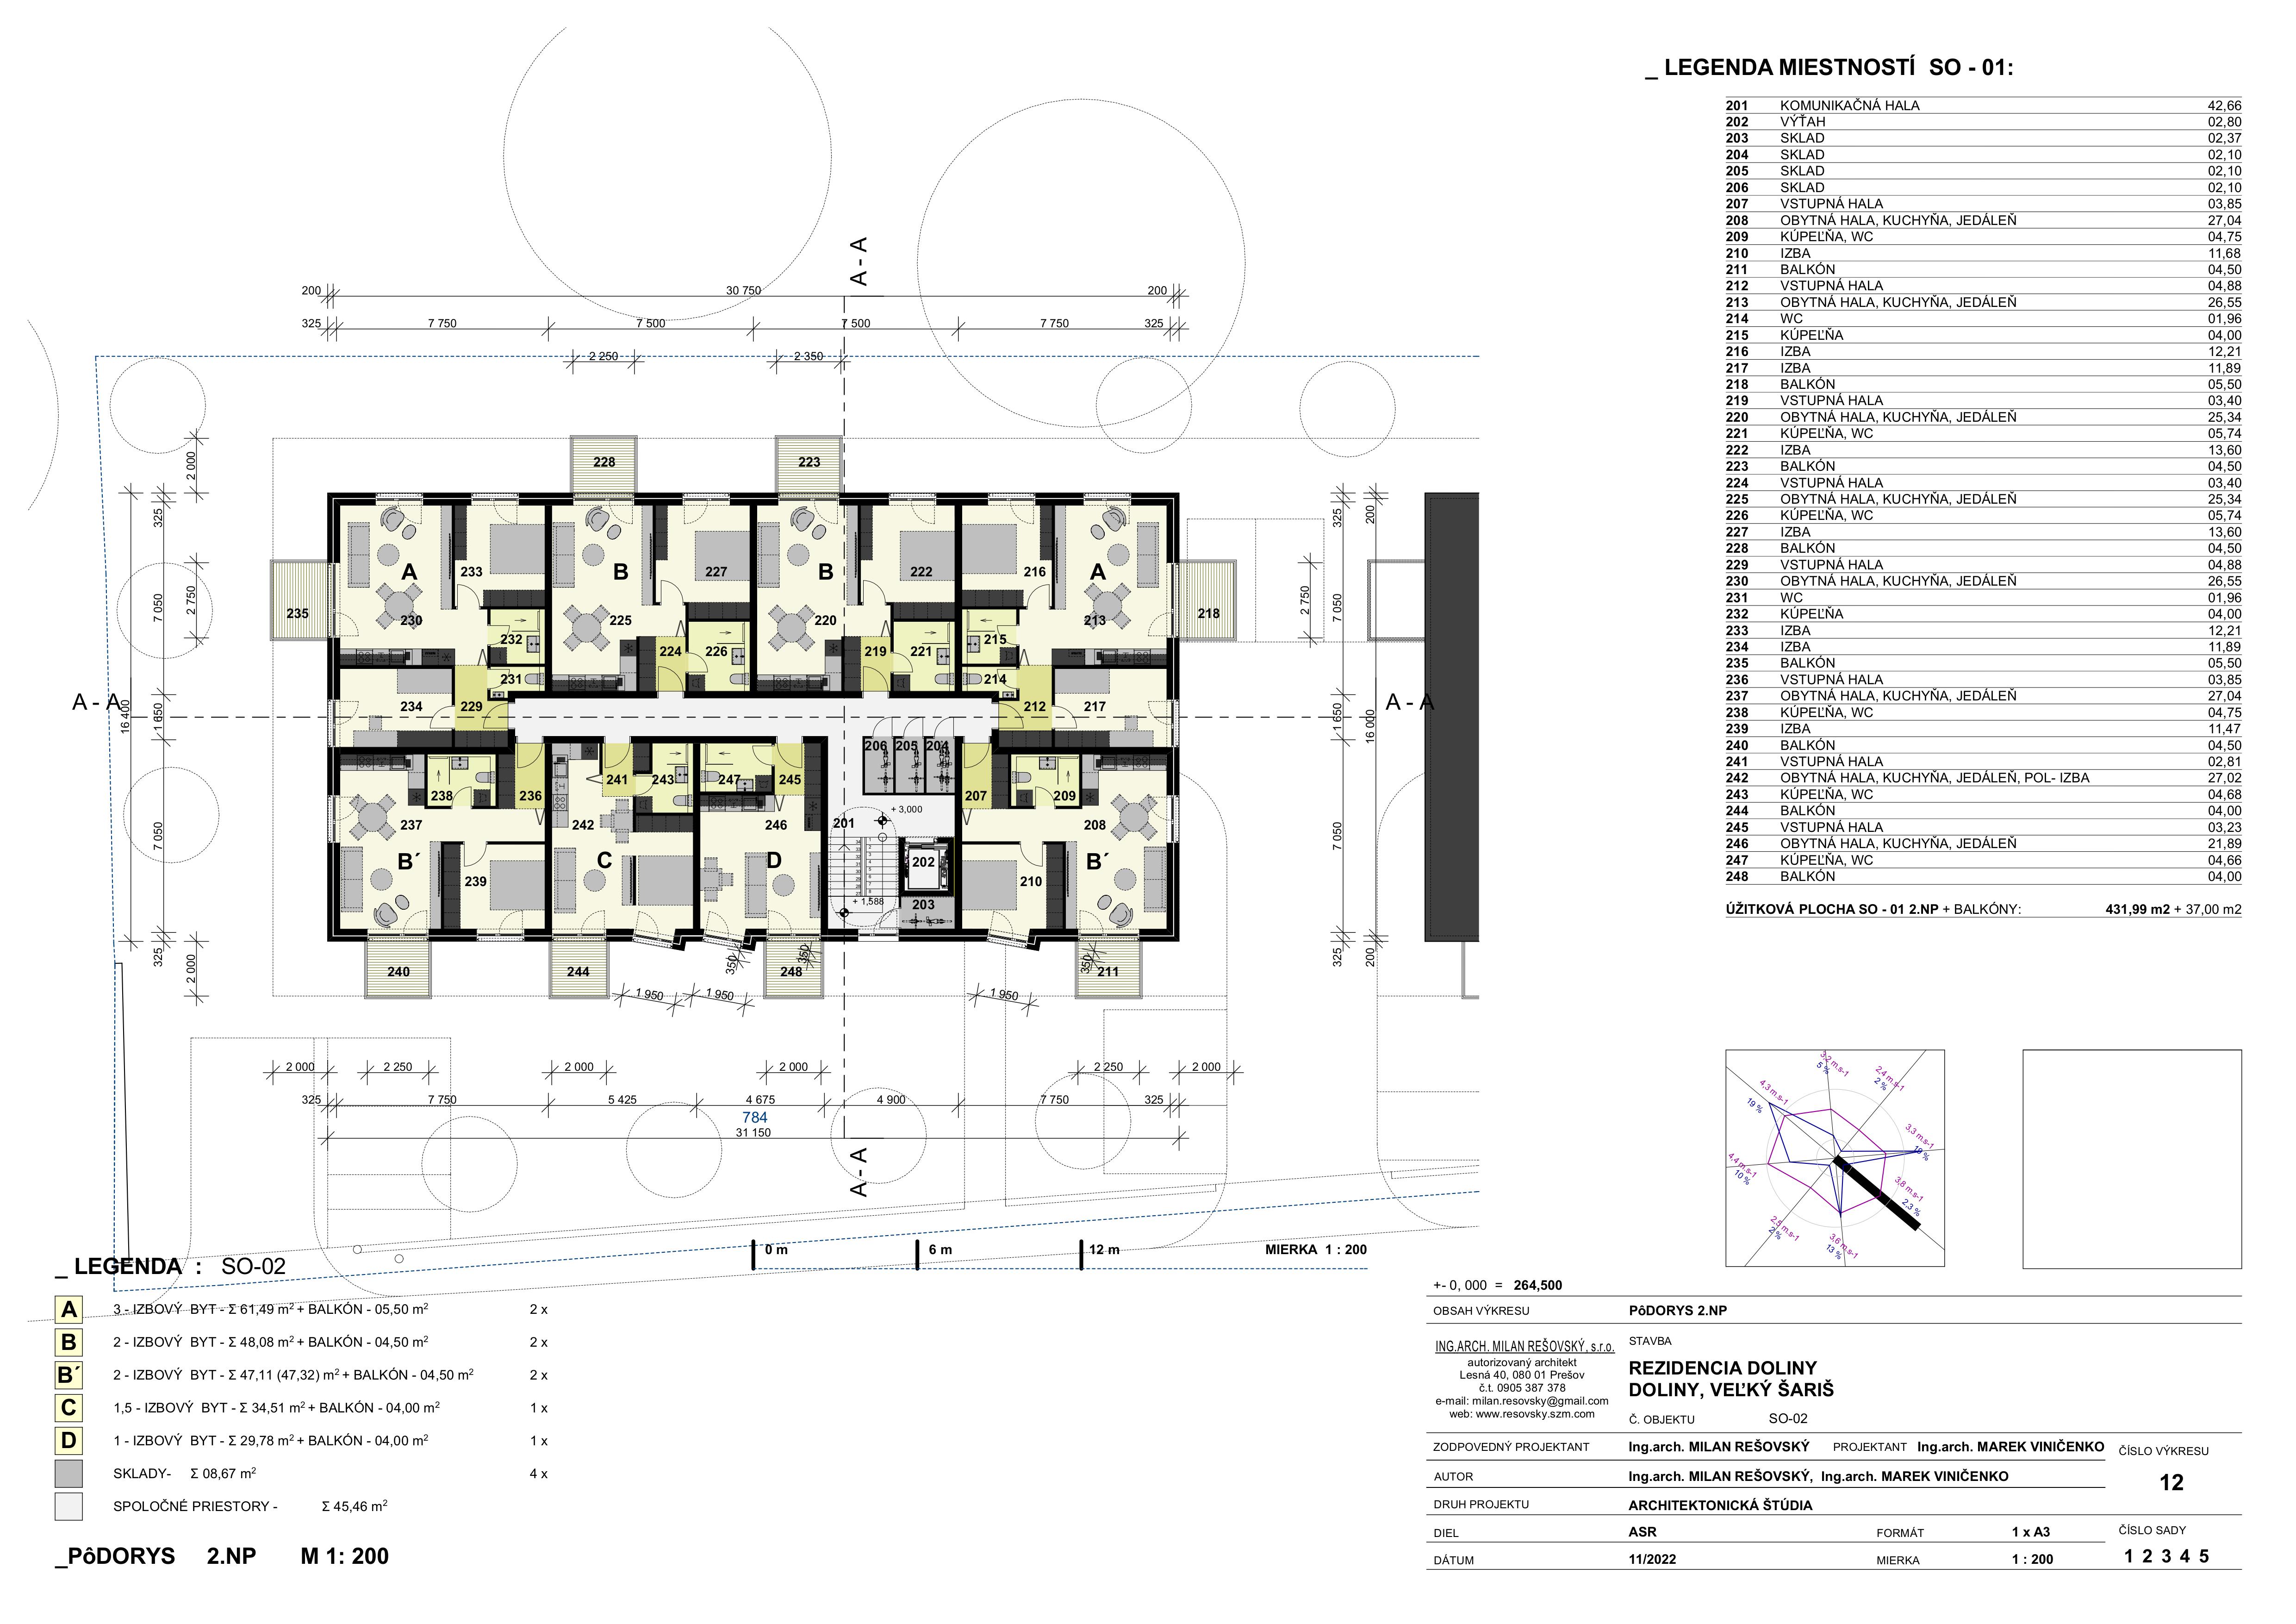 _ LEGENDA MIESTNOSTÍ SO - 01:
201 KOMUNIKAČNÁ HALA 42,66
202 VÝŤAH 02,80
203 SKLAD 02,37
204 SKLAD 02,10
205 SKLAD 02,10
206 SKLAD 02,10
207 VSTUPNÁ HALA 03,85
208 OBYTNÁ HALA, KUCHYŇA, JEDÁLEŇ 27,04
209 KÚPEĽŇA, WC 04,75
210 IZBA 11,68
211 BALKÓN 04,50
212 VSTUPNÁ HALA 04,88
213 OBYTNÁ HALA, KUCHYŇA, JEDÁLEŇ 26,55
214 WC 01,96
215 KÚPEĽŇA 04,00
216 IZBA 12,21
217 IZBA 11,89
218 BALKÓN 05,50
219 VSTUPNÁ HALA 03,40
220 OBYTNÁ HALA, KUCHYŇA, JEDÁLEŇ 25,34
221 KÚPEĽŇA, WC 05,74
222 IZBA 13,60
223 BALKÓN 04,50
224 VSTUPNÁ HALA 03,40
225 OBYTNÁ HALA, KUCHYŇA, JEDÁLEŇ 25,34
226 KÚPEĽŇA, WC 05,74
227 IZBA 13,60
228 BALKÓN 04,50
229 VSTUPNÁ HALA 04,88
230 OBYTNÁ HALA, KUCHYŇA, JEDÁLEŇ 26,55
231 WC 01,96
232 KÚPEĽŇA 04,00
233 IZBA 12,21
234 IZBA 11,89
235 BALKÓN 05,50
236 VSTUPNÁ HALA 03,85
237 OBYTNÁ HALA, KUCHYŇA, JEDÁLEŇ 27,04
238 KÚPEĽŇA, WC 04,75
239 IZBA 11,47
240 BALKÓN 04,50
241 VSTUPNÁ HALA 02,81
242 OBYTNÁ HALA, KUCHYŇA, JEDÁLEŇ, POL- IZBA 27,02
243 KÚPEĽŇA, WC 04,68
244 BALKÓN 04,00
245 VSTUPNÁ HALA 03,23
246 OBYTNÁ HALA, KUCHYŇA, JEDÁLEŇ 21,89
247 KÚPEĽŇA, WC 04,66
248 BALKÓN 04,00
ÚŽITKOVÁ PLOCHA SO - 01 2.NP + BALKÓNY: 431,99 m2 + 37,00 m2
A - A
200 30 750 200
325 7 750 7 500 7 500 7 750 325
2 250 2 350
2 000
325
7 050
2 750
16 400
1 650
7 050
325
2 000
325
200
2 750
7 050
1 650
16 000
7 050
325
200
228 223
A 233 B 227 B 222 216 A
235 230 225 220 213 218
232 224 226 219 221 215
231 214
A - A 234 229 212 217 A - A
206 205 204
238 236 241 243 247 245 207 209
237 242 246 201 + 3,000 208
B´ 239 C D 202 210 B´
+ 1,588 203
240 244 350 350 248 350 211
1 950 1 950 1 950
2 000 2 250 2 000 2 000 2 250 2 000
325 7 750 5 425 4 675 4 900 7 750 325
784
31 150
A - A
0 m 6 m 12 m MIERKA 1 : 200
3,2 m.s-1
5 %
2,4 m.s-1
2 %
4,3 m.s-1
19 %
3,3 m.s-1
19 %
4,4 m.s-1
10 %
3,8 m.s-1
2,3 %
2,5 m.s-1
2 %
3,6 m.s-1
13 %
_ LEGENDA : SO-02
A 3 - IZBOVÝ BYT - Σ 61,49 m2 + BALKÓN - 05,50 m2 2 x
B 2 - IZBOVÝ BYT - Σ 48,08 m2 + BALKÓN - 04,50 m2 2 x
B´ 2 - IZBOVÝ BYT - Σ 47,11 (47,32) m2 + BALKÓN - 04,50 m2 2 x
C 1,5 - IZBOVÝ BYT - Σ 34,51 m2 + BALKÓN - 04,00 m2 1 x
D 1 - IZBOVÝ BYT - Σ 29,78 m2 + BALKÓN - 04,00 m2 1 x
SKLADY- Σ 08,67 m2 4 x
SPOLOČNÉ PRIESTORY - Σ 45,46 m2
_PôDORYS 2.NP M 1: 200
+- 0, 000 = 264,500
OBSAH VÝKRESU PôDORYS 2.NP
ING.ARCH. MILAN REŠOVSKÝ, s.r.o.
autorizovaný architekt
Lesná 40, 080 01 Prešov
č.t. 0905 387 378
e-mail: milan.resovsky@gmail.com
web: www.resovsky.szm.com
STAVBA
REZIDENCIA DOLINY
DOLINY, VEĽKÝ ŠARIŠ
Č. OBJEKTU SO-02
ZODPOVEDNÝ PROJEKTANT Ing.arch. MILAN REŠOVSKÝ PROJEKTANT Ing.arch. MAREK VINIČENKO
ČÍSLO VÝKRESU
12
AUTOR Ing.arch. MILAN REŠOVSKÝ, Ing.arch. MAREK VINIČENKO
DRUH PROJEKTU ARCHITEKTONICKÁ ŠTÚDIA
DIEL ASR FORMÁT 1 x A3
ČÍSLO SADY
DÁTUM 11/2022 MIERKA 1 : 200
1 2 3 4 5